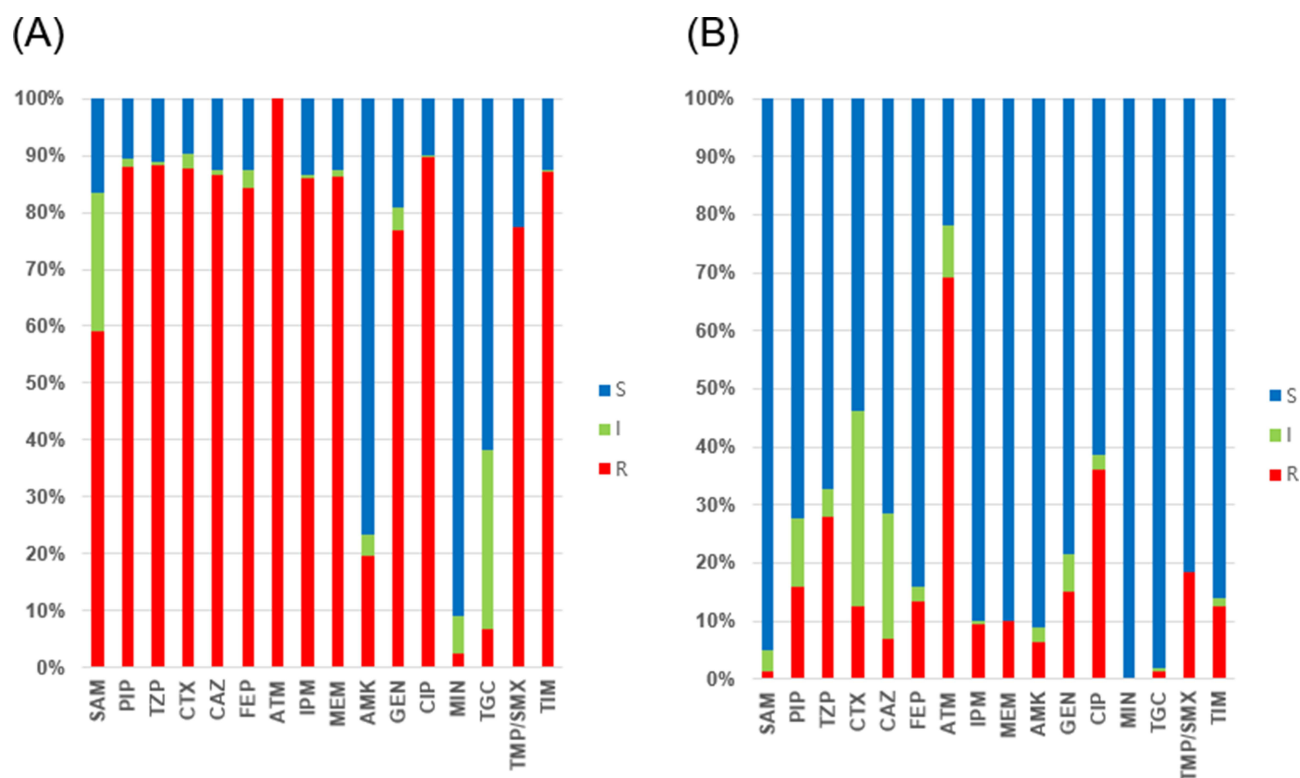 (A)
100%
90%
80%
70%
60%
50%
40%
30%
20%
10%
0%
SAM
PIP
TZP
CTX
CAZ
FEP
ATM
IPM
MEM
AMK
GEN
CIP
MIN
TGC
TMP/SMX
TIM
S
I
R
(B)
100%
90%
80%
70%
60%
50%
40%
30%
20%
10%
0%
SAM
PIP
TZP
CTX
CAZ
FEP
ATM
IPM
MEM
AMK
GEN
CIP
MIN
TGC
TMP/SMX
TIM
S
I
R